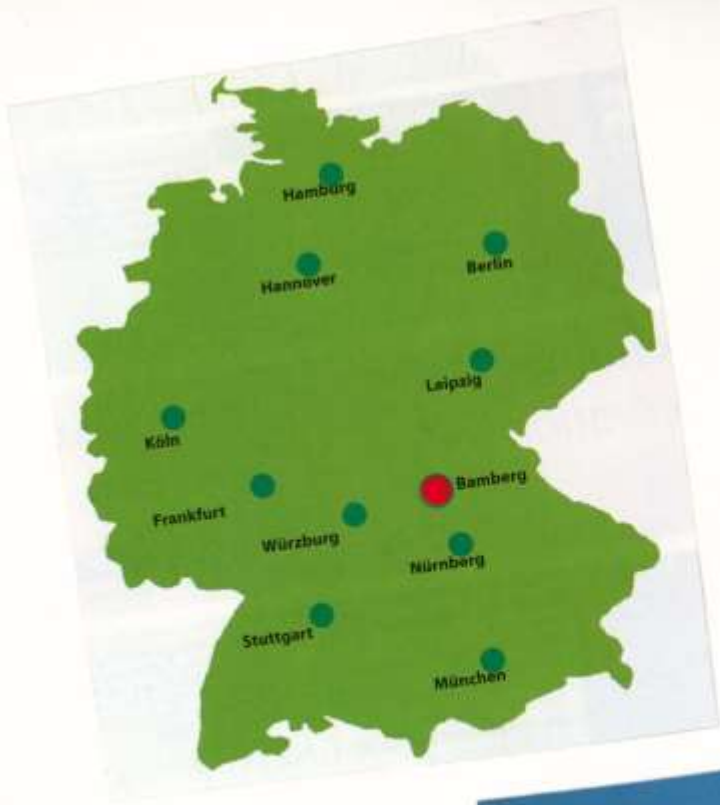 Hamburg
Berlin
Hannover
Leipzig
Köln
Bamberg
Frankfurt
Würzburg
Nürnberg
Stuttgart
München